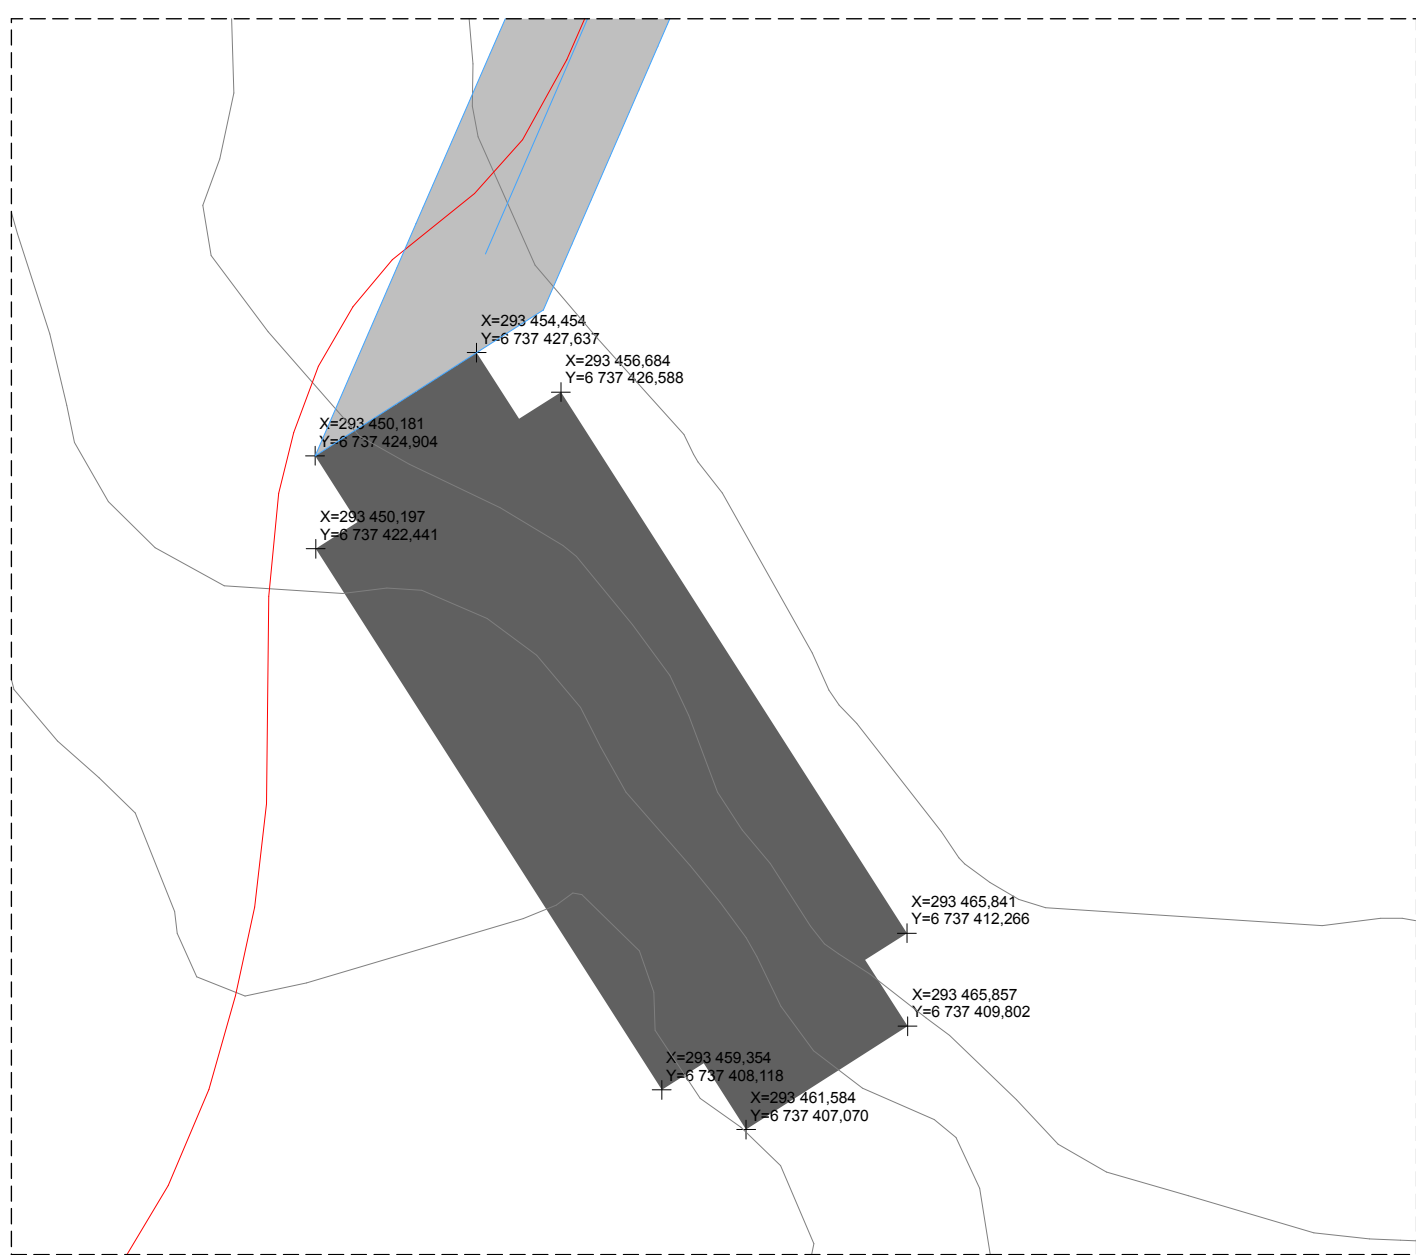 X=293 454,454
Y=6 737 427,637
X=293 456,684
Y=6 737 426,588
X=293 450,181
Y=6 737 424,904
X=293 450,197
Y=6 737 422,441
X=293 465,841
Y=6 737 412,266
X=293 465,857
Y=6 737 409,802
X=293 459,354
Y=6 737 408,118
X=293 461,584
Y=6 737 407,070